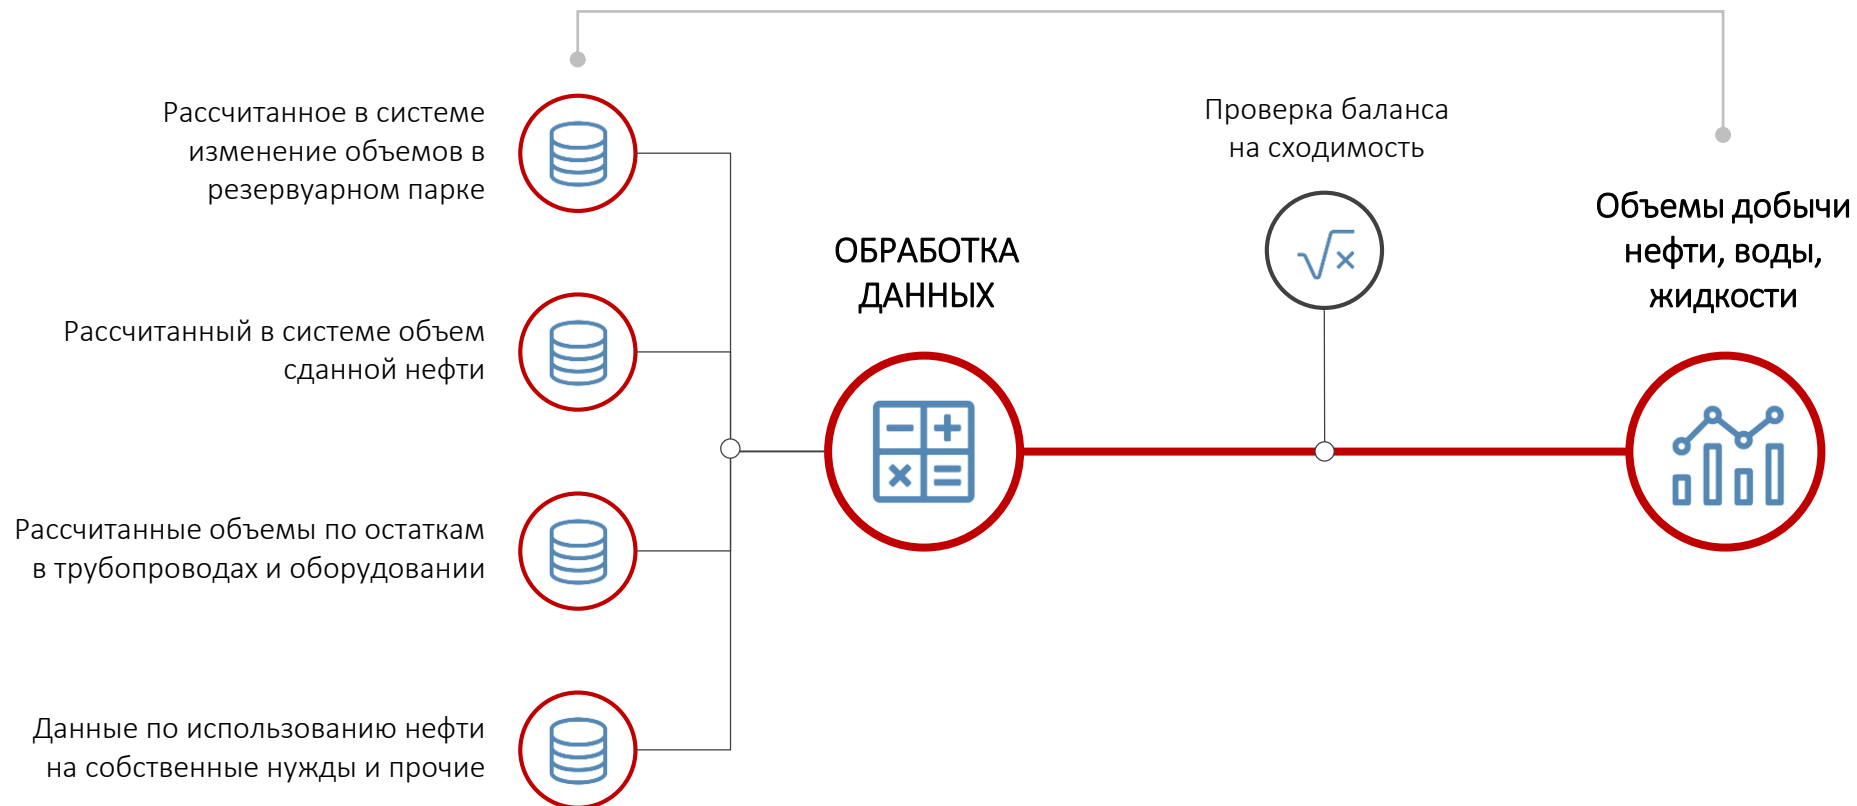 Рассчитанное в системе
изменение объемов в
резервуарном парке
Рассчитанный в системе объем
сданной нефти
Рассчитанные объемы по остаткам
в трубопроводах и оборудовании
Данные по использованию нефти
на собственные нужды и прочие
ОБРАБОТКА
ДАННЫХ
Проверка баланса
на сходимость
Объемы добычи
нефти, воды,
жидкости